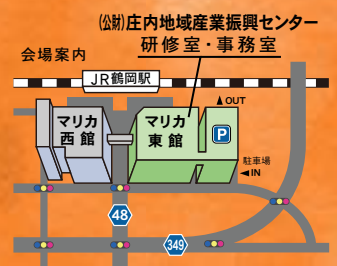 (公財)庄内地域産業振興センター
研修室・事務室
会場案内
JR鶴岡駅
マリカ
西館
マリカ
東館
▲OUT
P
駐車場
◀IN
48
349